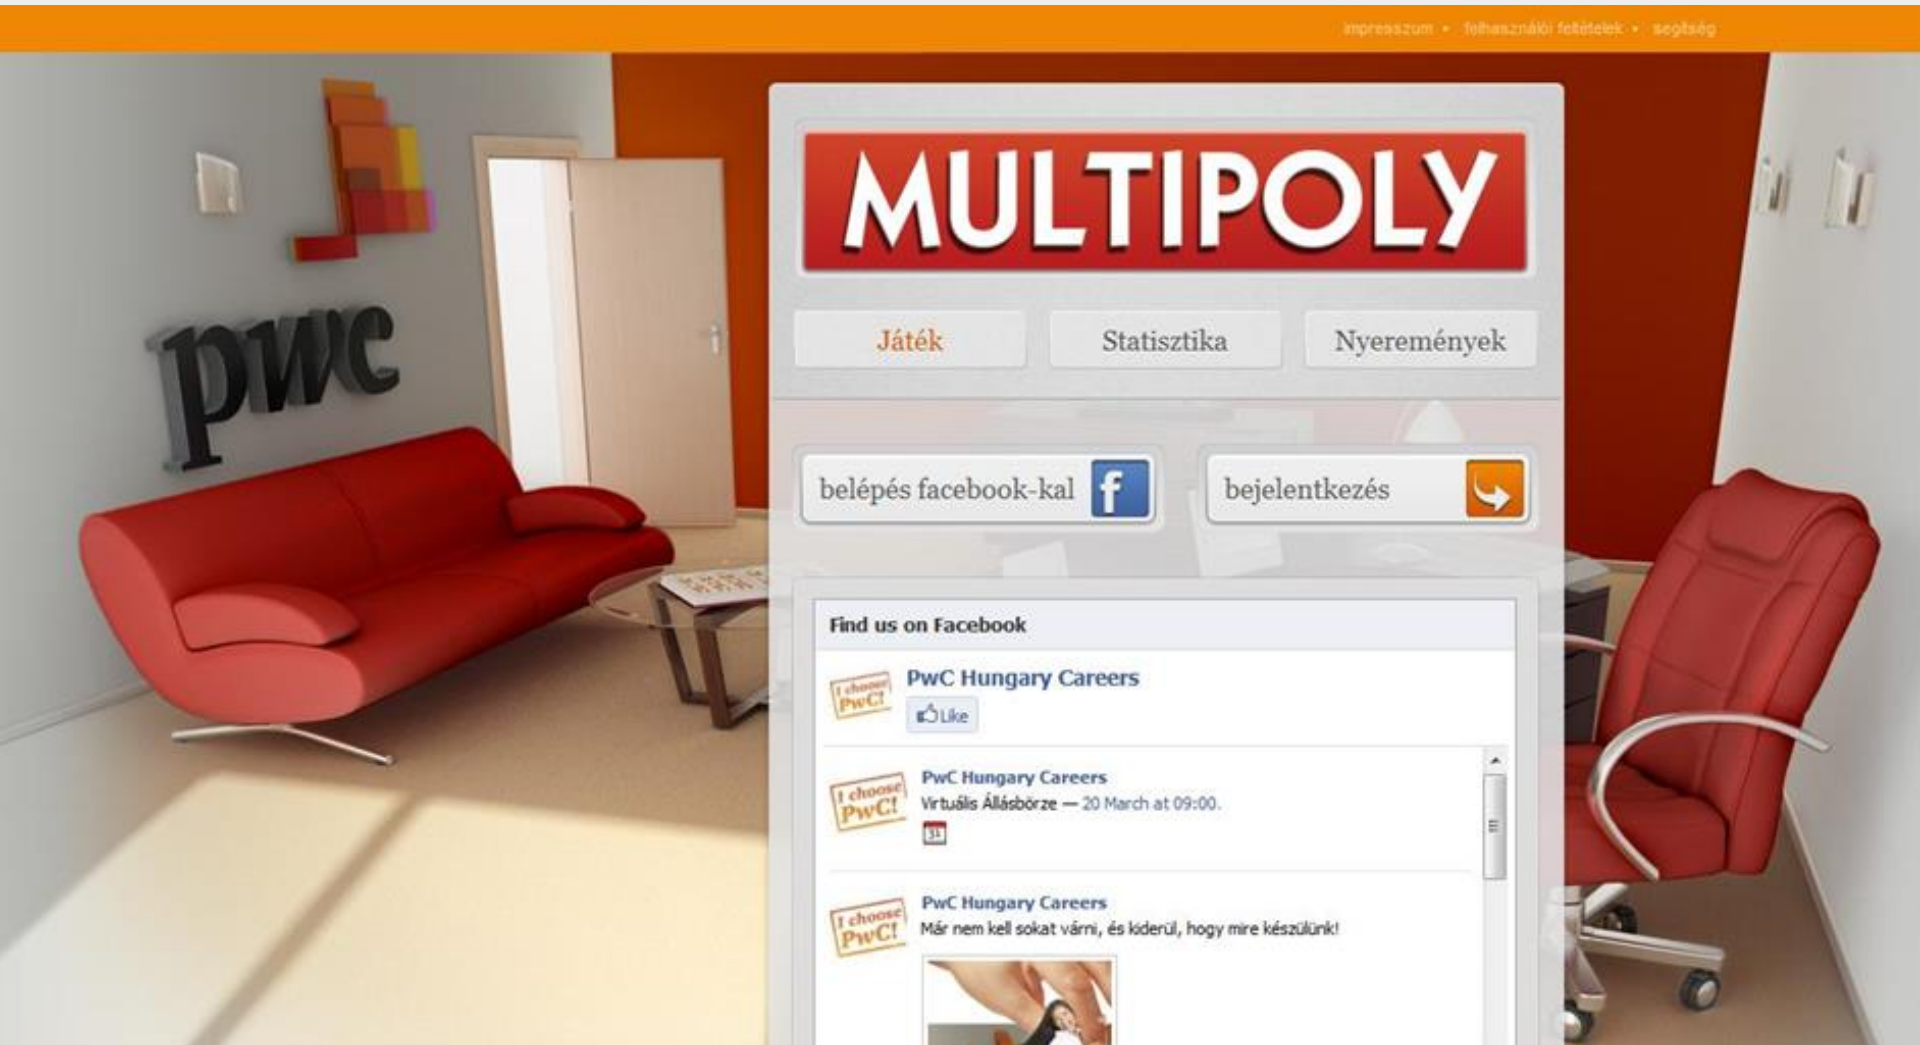 impresszum • felhasználói feltételek • segítség
pwc
MULTIPOLY
Játék
Statisztika
Nyeremények
belépés facebook-kal f
bejelentkezés
Find us on Facebook
I choose PwC!
PwC Hungary Careers
Like
I choose PwC!
PwC Hungary Careers
Virtuális Állásbörze — 20 March at 09:00.
31
I choose PwC!
PwC Hungary Careers
Már nem kell sokat várni, és kiderül, hogy mire készülünk!